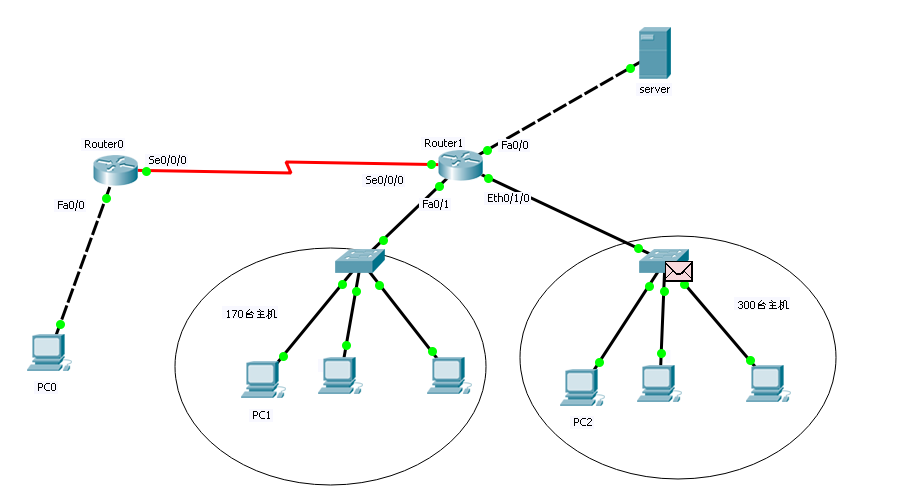 server
Router0
Router1
Fa0/0
Se0/0/0
Se0/0/0
Fa0/0
Fa0/1
Eth0/1/0
170台主机
300台主机
PC0
PC1
PC2